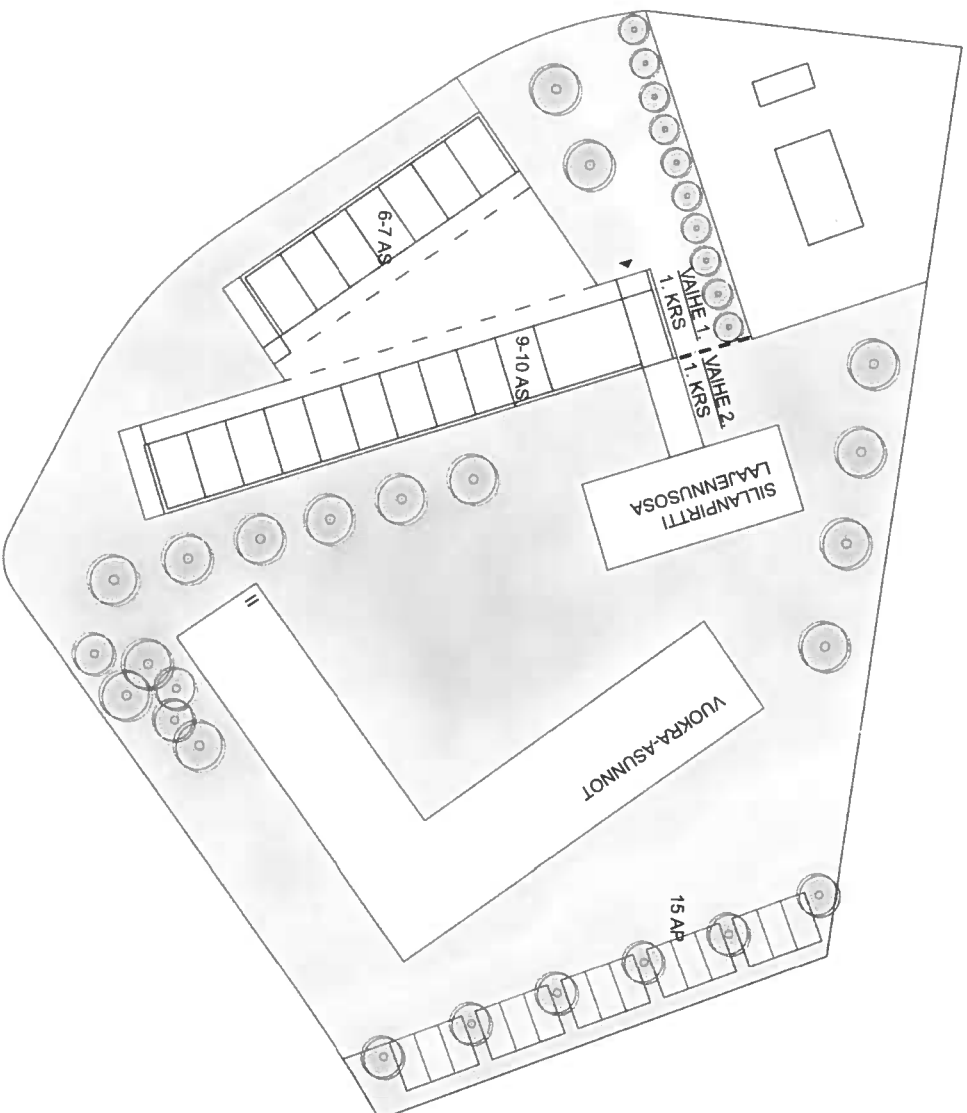 6-7 AS
VAIHE 1.
1. KRS
VAIHE 2.
1. KRS
9-10 AS
SILLANPIRTTI
LAAJENNUSOSA
II
VUOKRA-ASUNNOT
15 AP